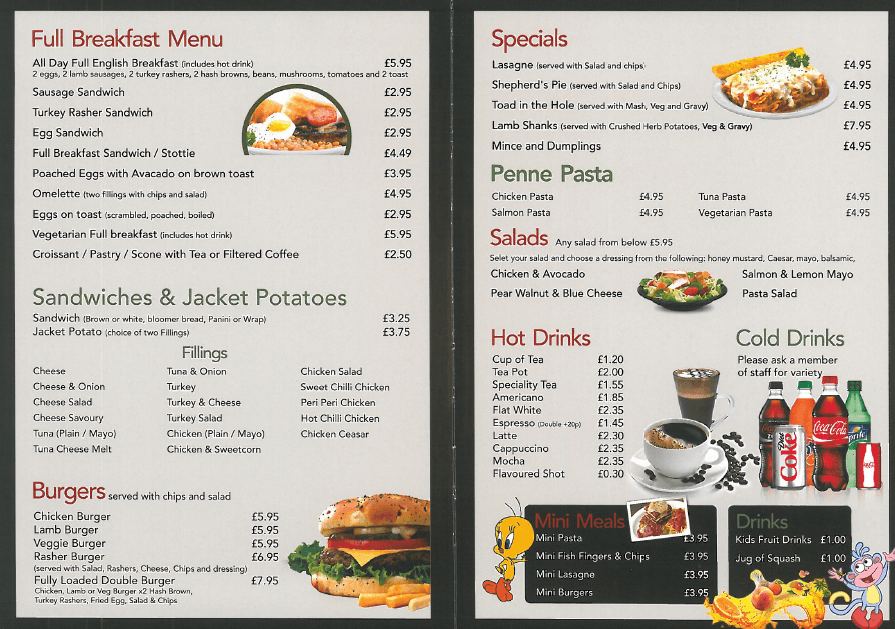 Full Breakfast Menu
All Day Full English Breakfast (includes hot drink) £5.95
2 eggs, 2 lamb sausages, 2 turkey rashers, 2 hash browns, beans, mushrooms, tomatoes and 2 toast
Sausage Sandwich £2.95
Turkey Rasher Sandwich £2.95
Egg Sandwich £2.95
Full Breakfast Sandwich / Stottie £4.49
Poached Eggs with Avacado on brown toast £3.95
Omelette (two fillings with chips and salad) £4.95
Eggs on toast (scrambled, poached, boiled) £2.95
Vegetarian Full breakfast (includes hot drink) £5.95
Croissant / Pastry / Scone with Tea or Filtered Coffee £2.50
Sandwiches & Jacket Potatoes
Sandwich (Brown or white, bloomer bread, Panini or Wrap) £3.25
Jacket Potato (choice of two Fillings) £3.75
Fillings
Cheese
Cheese & Onion
Cheese Salad
Cheese Savoury
Tuna (Plain / Mayo)
Tuna Cheese Melt
Tuna & Onion
Turkey
Turkey & Cheese
Turkey Salad
Chicken (Plain / Mayo)
Chicken & Sweetcorn
Chicken Salad
Sweet Chilli Chicken
Peri Peri Chicken
Hot Chilli Chicken
Chicken Ceasar
Burgers served with chips and salad
Chicken Burger £5.95
Lamb Burger £5.95
Veggie Burger £5.95
Rasher Burger £6.95
(served with Salad, Rashers, Cheese, Chips and dressing)
Fully Loaded Double Burger £7.95
Chicken, Lamb or Veg Burger x2 Hash Brown,
Turkey Rashers, Fried Egg, Salad & Chips
Specials
Lasagne (served with Salad and chips) £4.95
Shepherd's Pie (served with Salad and Chips) £4.95
Toad in the Hole (served with Mash, Veg and Gravy) £4.95
Lamb Shanks (served with Crushed Herb Potatoes, Veg & Gravy) £7.95
Mince and Dumplings £4.95
Penne Pasta
Chicken Pasta £4.95 Tuna Pasta £4.95
Salmon Pasta £4.95 Vegetarian Pasta £4.95
Salads Any salad from below £5.95
Selet your salad and choose a dressing from the following: honey mustard, Caesar, mayo, balsamic,
Chicken & Avocado Salmon & Lemon Mayo
Pear Walnut & Blue Cheese Pasta Salad
Hot Drinks
Cup of Tea £1.20
Tea Pot £2.00
Speciality Tea £1.55
Americano £1.85
Flat White £2.35
Espresso (Double +20p) £1.45
Latte £2.30
Cappuccino £2.35
Mocha £2.35
Flavoured Shot £0.30
Cold Drinks
Please ask a member
of staff for variety
Diet Coke
Coca-Cola
Sprite
Mini Meals
Mini Pasta £3.95
Mini Fish Fingers & Chips £3.95
Mini Lasagne £3.95
Mini Burgers £3.95
Drinks
Kids Fruit Drinks £1.00
Jug of Squash £1.00